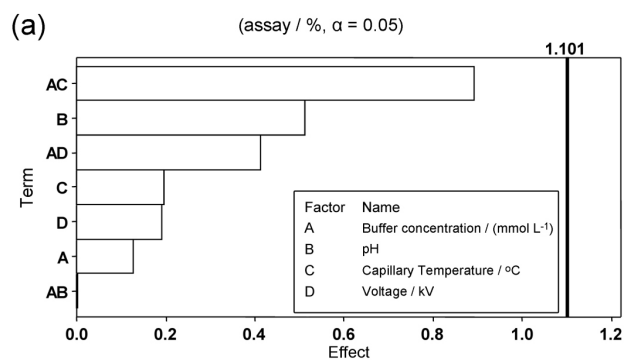 (a)
(assay / %, α = 0.05)
1.101
AC
B
AD
C
D
A
AB
Term
Factor Name
A Buffer concentration / (mmol L-1)
B pH
C Capillary Temperature / ºC
D Voltage / kV
0.0 0.2 0.4 0.6 0.8 1.0 1.2
Effect